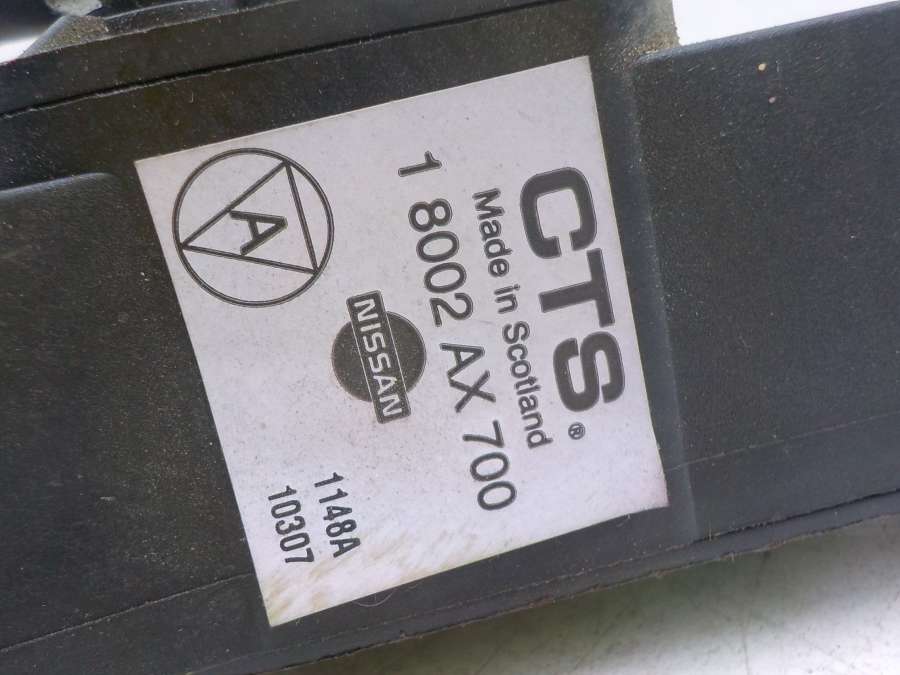 CTS®
Made in Scotland
1 8002 AX 700
NISSAN
A
1148A
10307